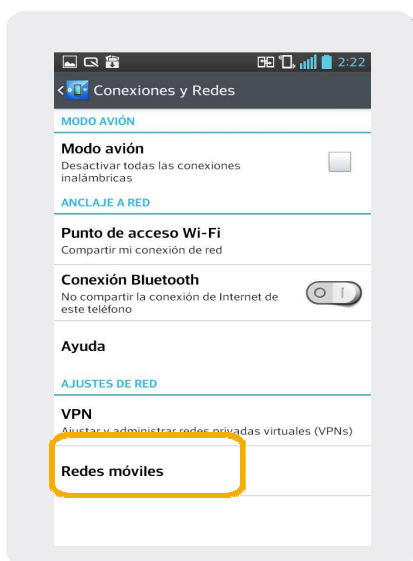 2:22
Conexiones y Redes
MODO AVIÓN
Modo avión
Desactivar todas las conexiones
inalámbricas
ANCLAJE A RED
Punto de acceso Wi-Fi
Compartir mi conexión de red
Conexión Bluetooth
No compartir la conexión de Internet de
este teléfono
Ayuda
AJUSTES DE RED
VPN
Ajustar y administrar redes privadas virtuales (VPNs)
Redes móviles